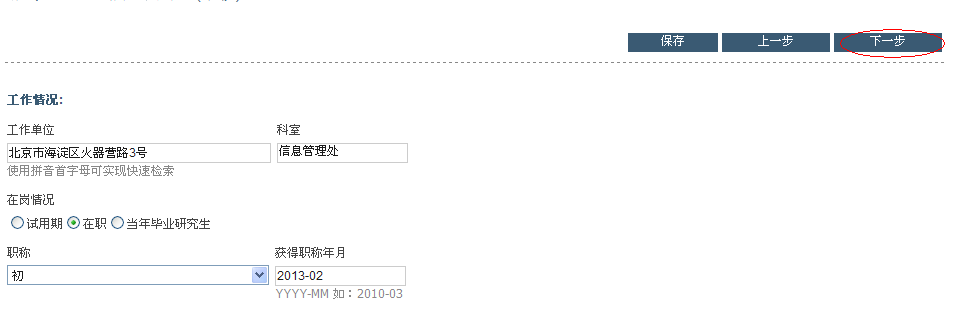 保存 上一步 下一步
工作情况:
工作单位 科室
北京市海淀区火器营路3号 信息管理处
使用拼音首字母可实现快速检索
在岗情况
试用期 在职 当年毕业研究生
职称 获得职称年月
初 2013-02
YYYY-MM 如：2010-03